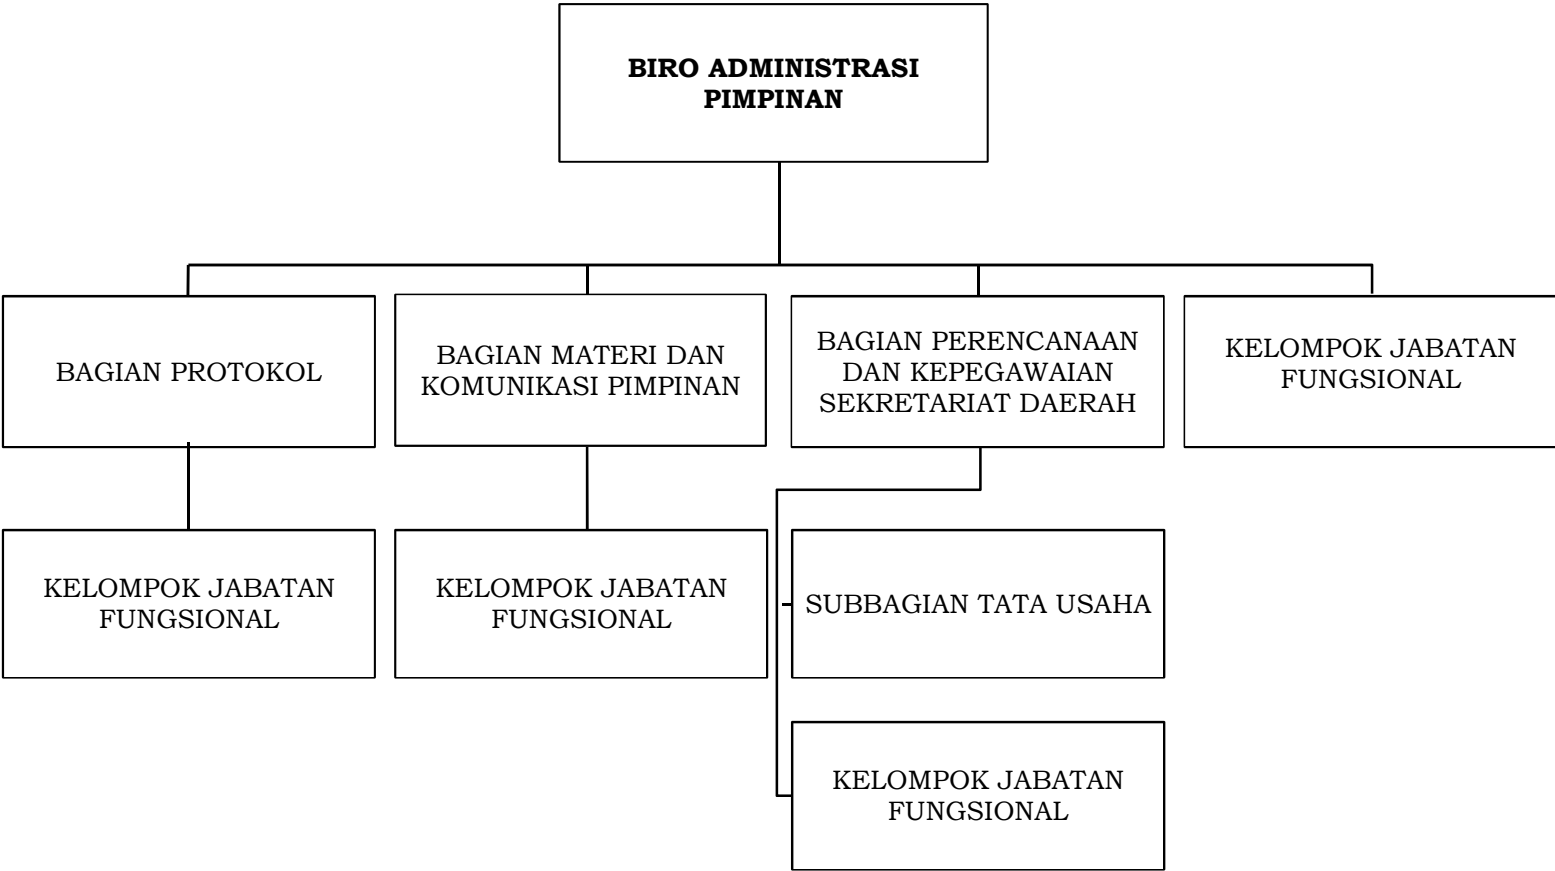 BIRO ADMINISTRASI
PIMPINAN
BAGIAN PROTOKOL
BAGIAN MATERI DAN
KOMUNIKASI PIMPINAN
BAGIAN PERENCANAAN
DAN KEPEGAWAIAN
SEKRETARIAT DAERAH
KELOMPOK JABATAN
FUNGSIONAL
KELOMPOK JABATAN
FUNGSIONAL
KELOMPOK JABATAN
FUNGSIONAL
SUBBAGIAN TATA USAHA
KELOMPOK JABATAN
FUNGSIONAL